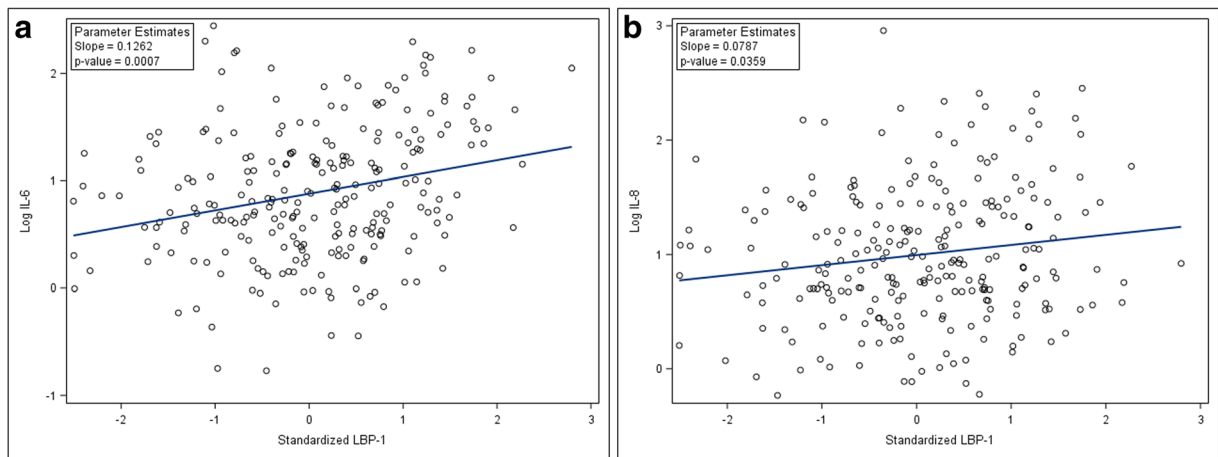 a
Parameter Estimates
Slope = 0.1262
p-value = 0.0007
2
1
0
-1
Log IL-6
-2
-1
0
1
2
3
Standardized LBP-1
b
Parameter Estimates
Slope = 0.0787
p-value = 0.0359
3
2
1
0
Log IL-8
-2
-1
0
1
2
3
Standardized LBP-1